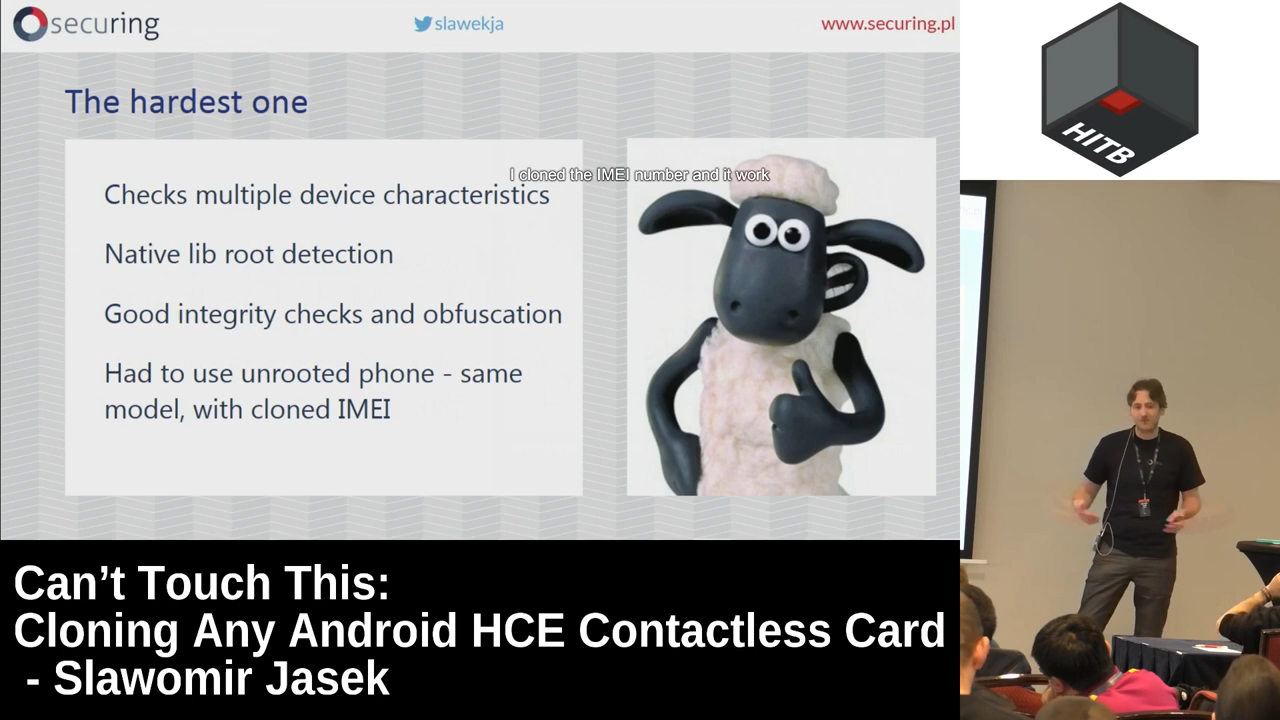 securing
slawekja
www.securing.pl
The hardest one
I cloned the IMEI number and it work
Checks multiple device characteristics
Native lib root detection
Good integrity checks and obfuscation
Had to use unrooted phone - same
model, with cloned IMEI
HITB
Can’t Touch This:
Cloning Any Android HCE Contactless Card
- Slawomir Jasek